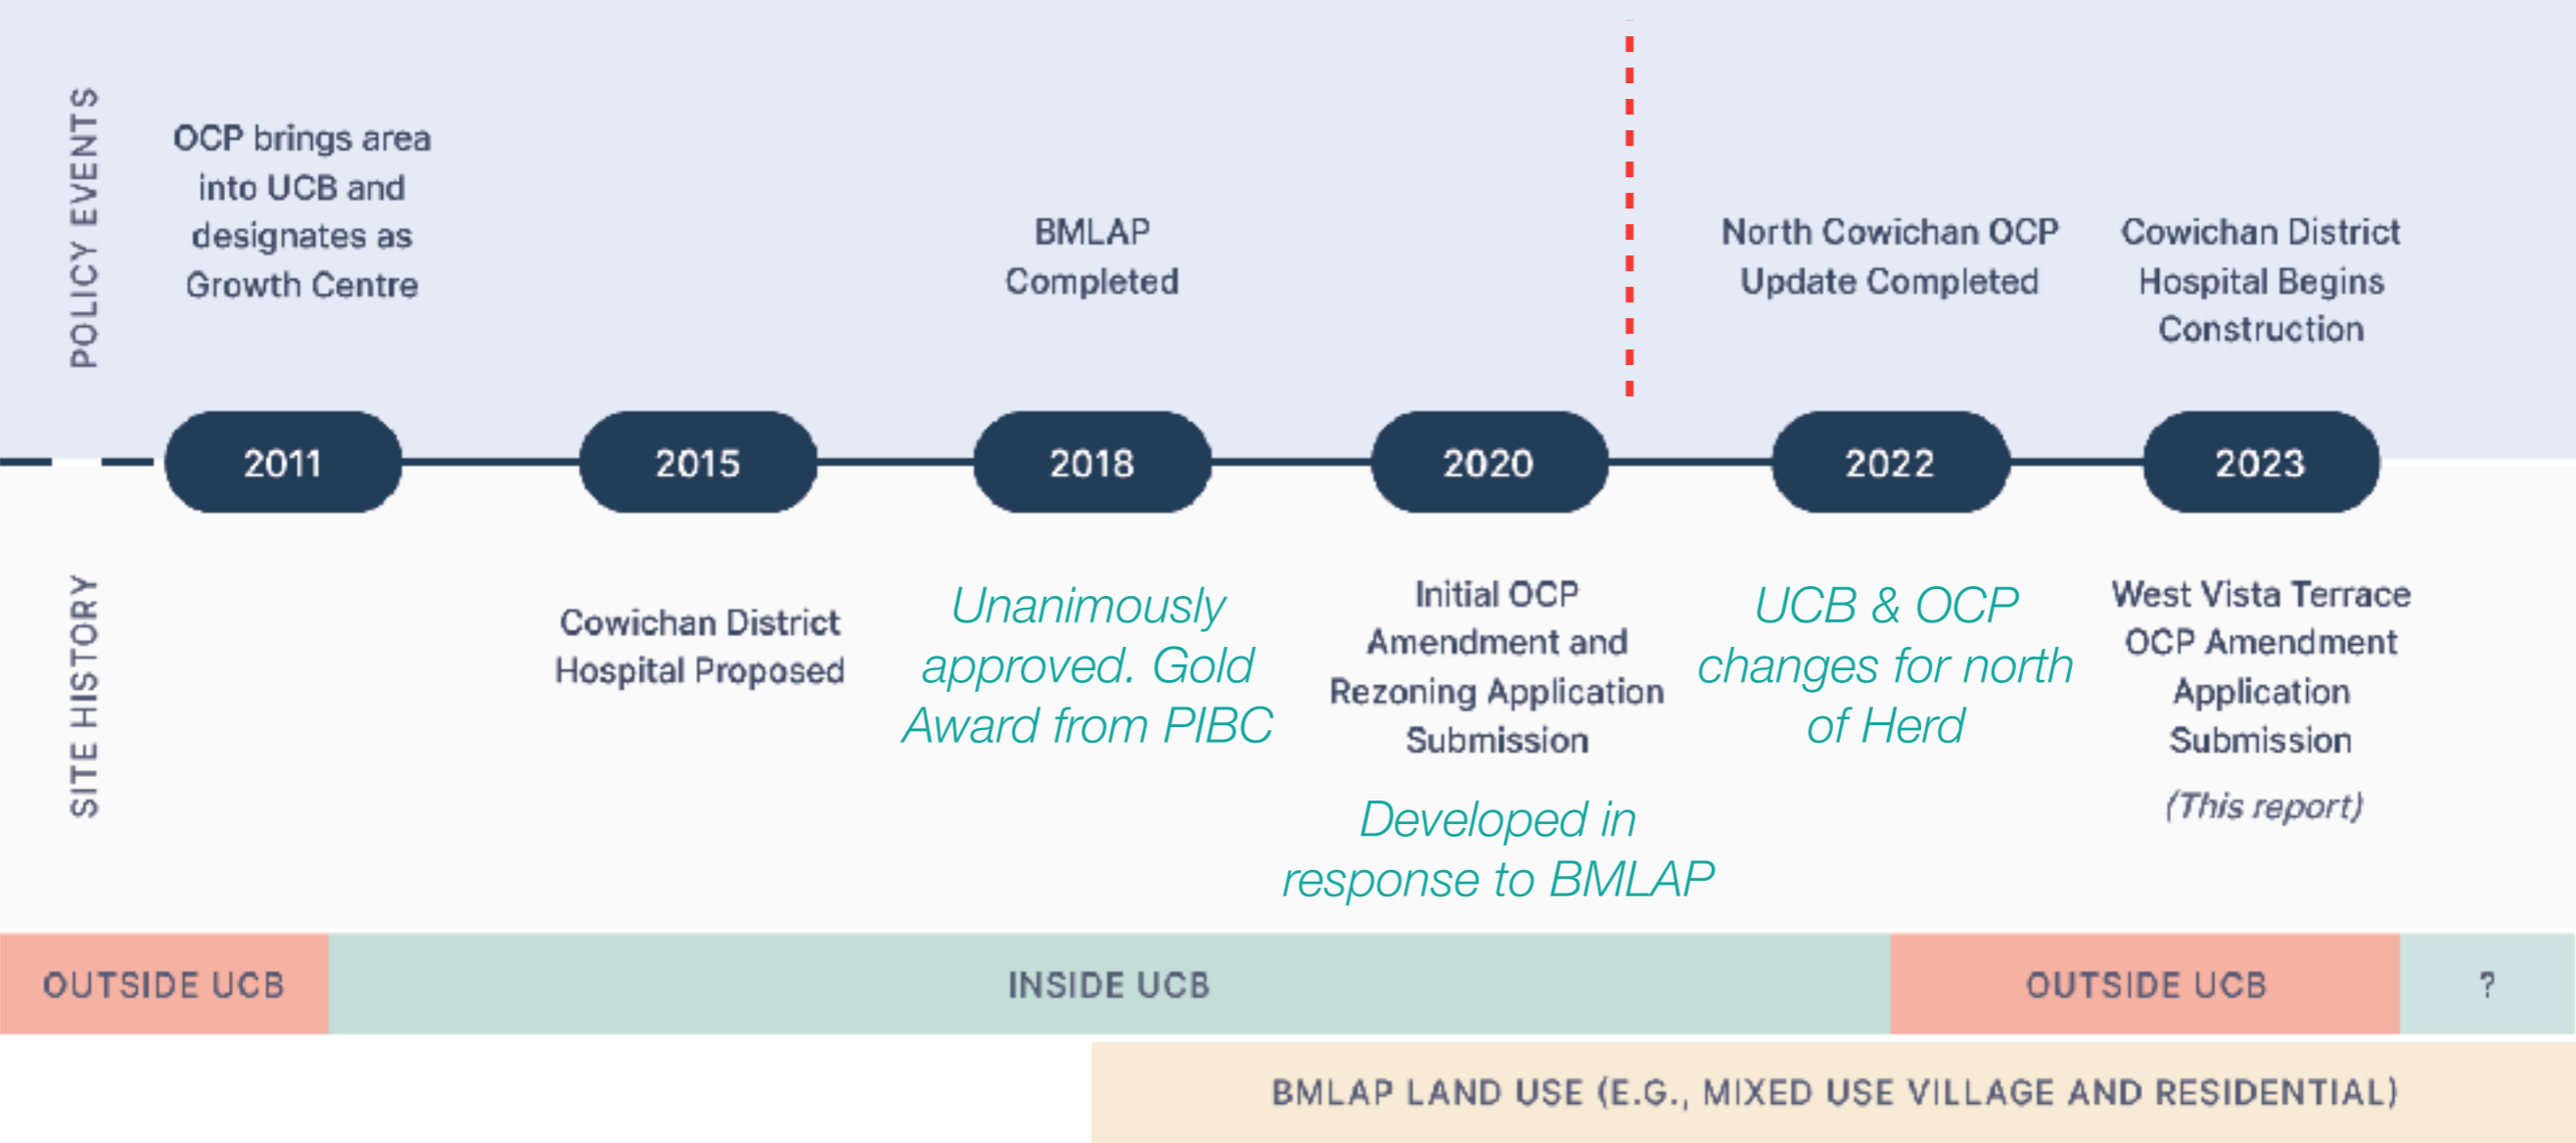 POLICY EVENTS
OCP brings area
into UCB and
designates as
Growth Centre
BMLAP
Completed
North Cowichan OCP
Update Completed
Cowichan District
Hospital Begins
Construction
2011
2015
2018
2020
2022
2023
SITE HISTORY
Cowichan District
Hospital Proposed
Unanimously
approved. Gold
Award from PIBC
Initial OCP
Amendment and
Rezoning Application
Submission
Developed in
response to BMLAP
UCB & OCP
changes for north
of Herd
West Vista Terrace
OCP Amendment
Application
Submission
(This report)
OUTSIDE UCB
INSIDE UCB
OUTSIDE UCB
?
BMLAP LAND USE (E.G., MIXED USE VILLAGE AND RESIDENTIAL)